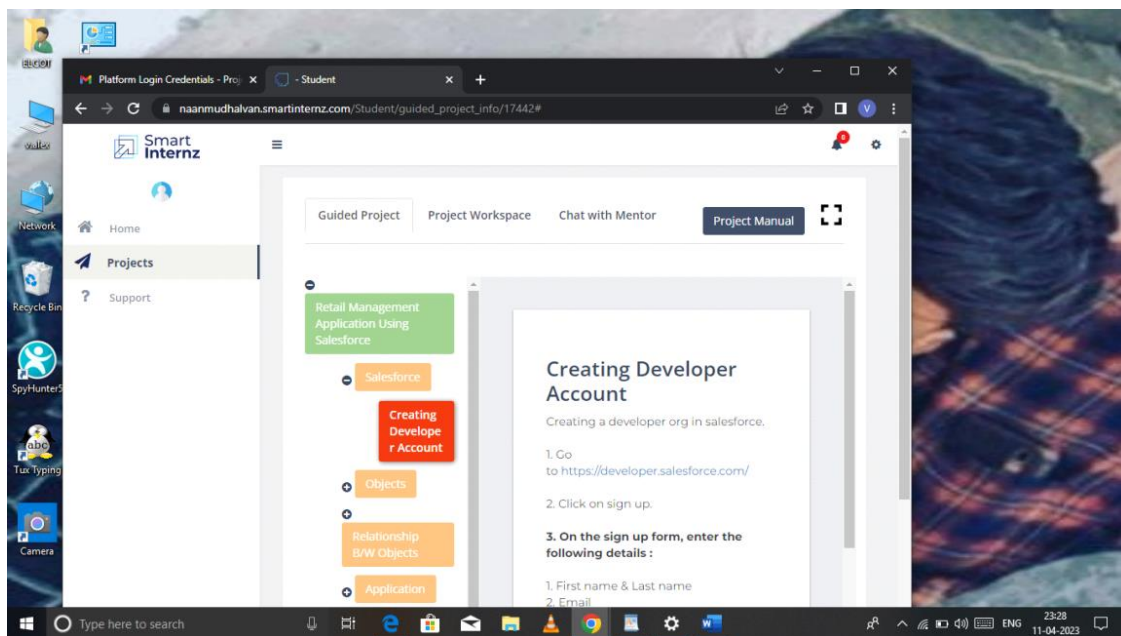 ELCOT
Platform Login Credentials - Proj
- Student
naanmudhalvan.smartinternz.com/Student/guided_project_info/17442#
V
Smart
Internz
0
Network
Home
Projects
Support
Guided Project
Project Workspace
Chat with Mentor
Project Manual
Recycle Bin
Retail Management
Application Using
Salesforce
Salesforce
Creating
Develope
r Account
Objects
Relationship
B/W Objects
Application
Creating Developer
Account
Creating a developer org in salesforce.
1. Go
to https://developer.salesforce.com/
2. Click on sign up.
3. On the sign up form, enter the
following details :
1. First name & Last name
2. Email
SpyHunter5
abc
Tux Typing
Camera
Type here to search
ENG
23:28
11-04-2023